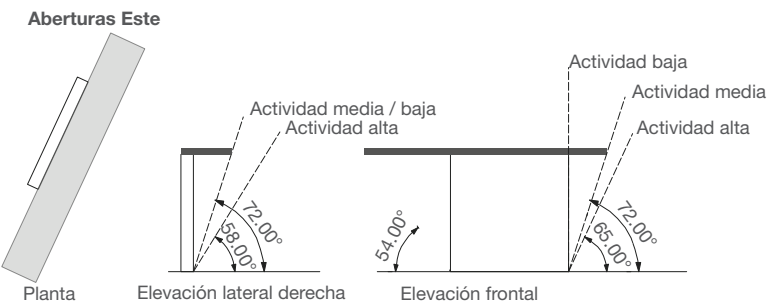 Aberturas Este
Actividad baja
Actividad media
Actividad media / baja
Actividad alta
Actividad alta
72.00°
58.00°
54.00°
72.00°
65.00°
Planta
Elevación lateral derecha
Elevación frontal